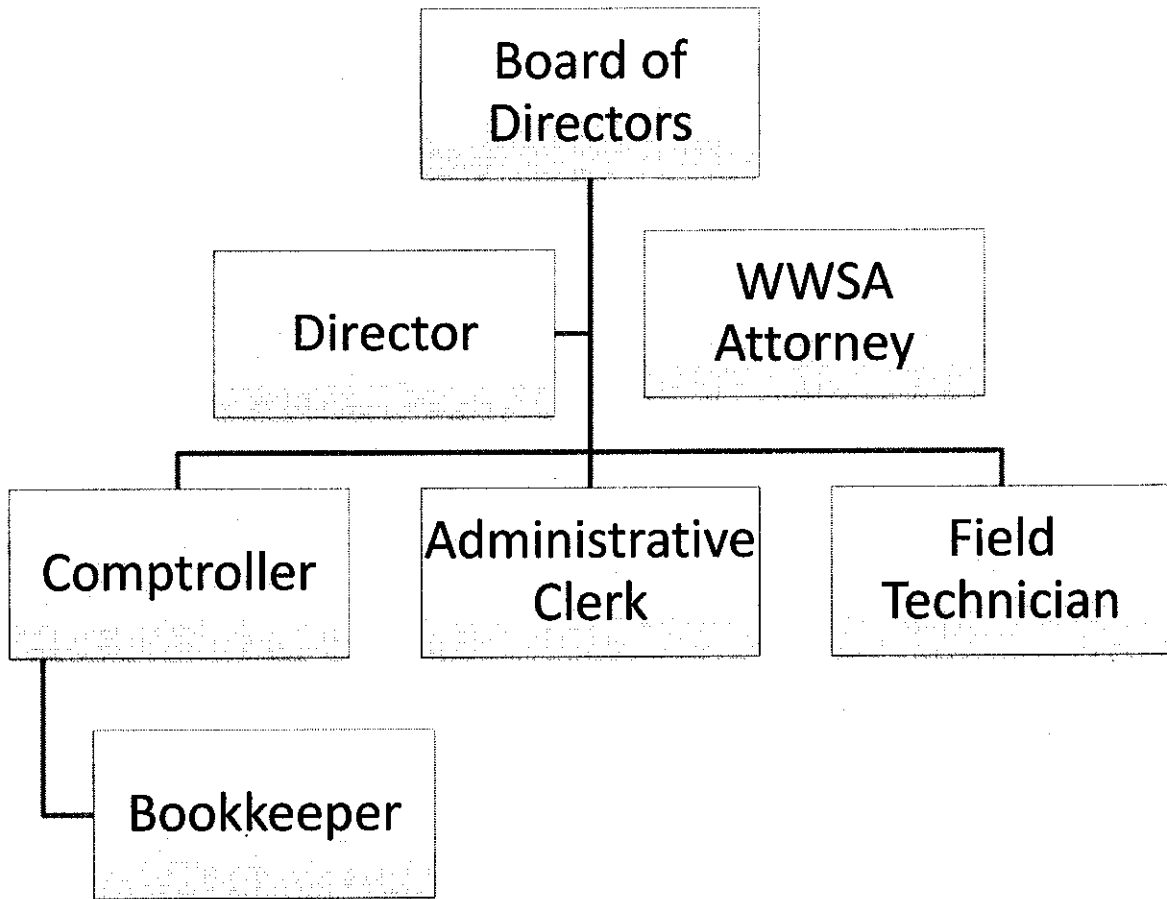 Board of
Directors
Director
WWSA
Attorney
Comptroller
Administrative
Clerk
Field
Technician
Bookkeeper